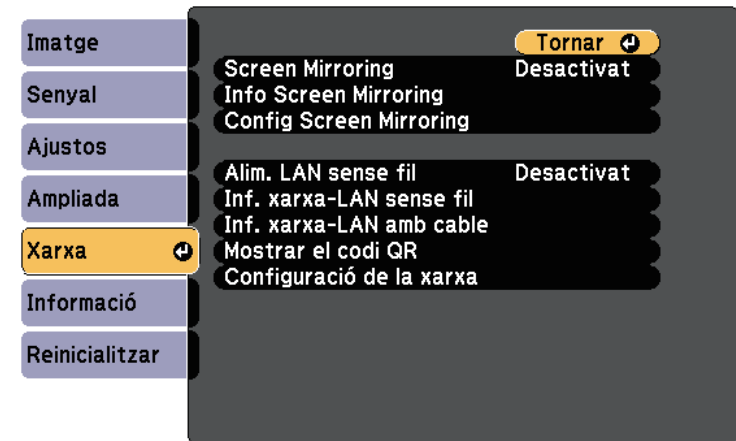 Imatge
Senyal
Ajustos
Ampliada
Xarxa
Informació
Reinicialitzar
Tornar
Screen Mirroring Desactivat
Info Screen Mirroring
Config Screen Mirroring
Alim. LAN sense fil Desactivat
Inf. xarxa-LAN sense fil
Inf. xarxa-LAN amb cable
Mostrar el codi QR
Configuració de la xarxa